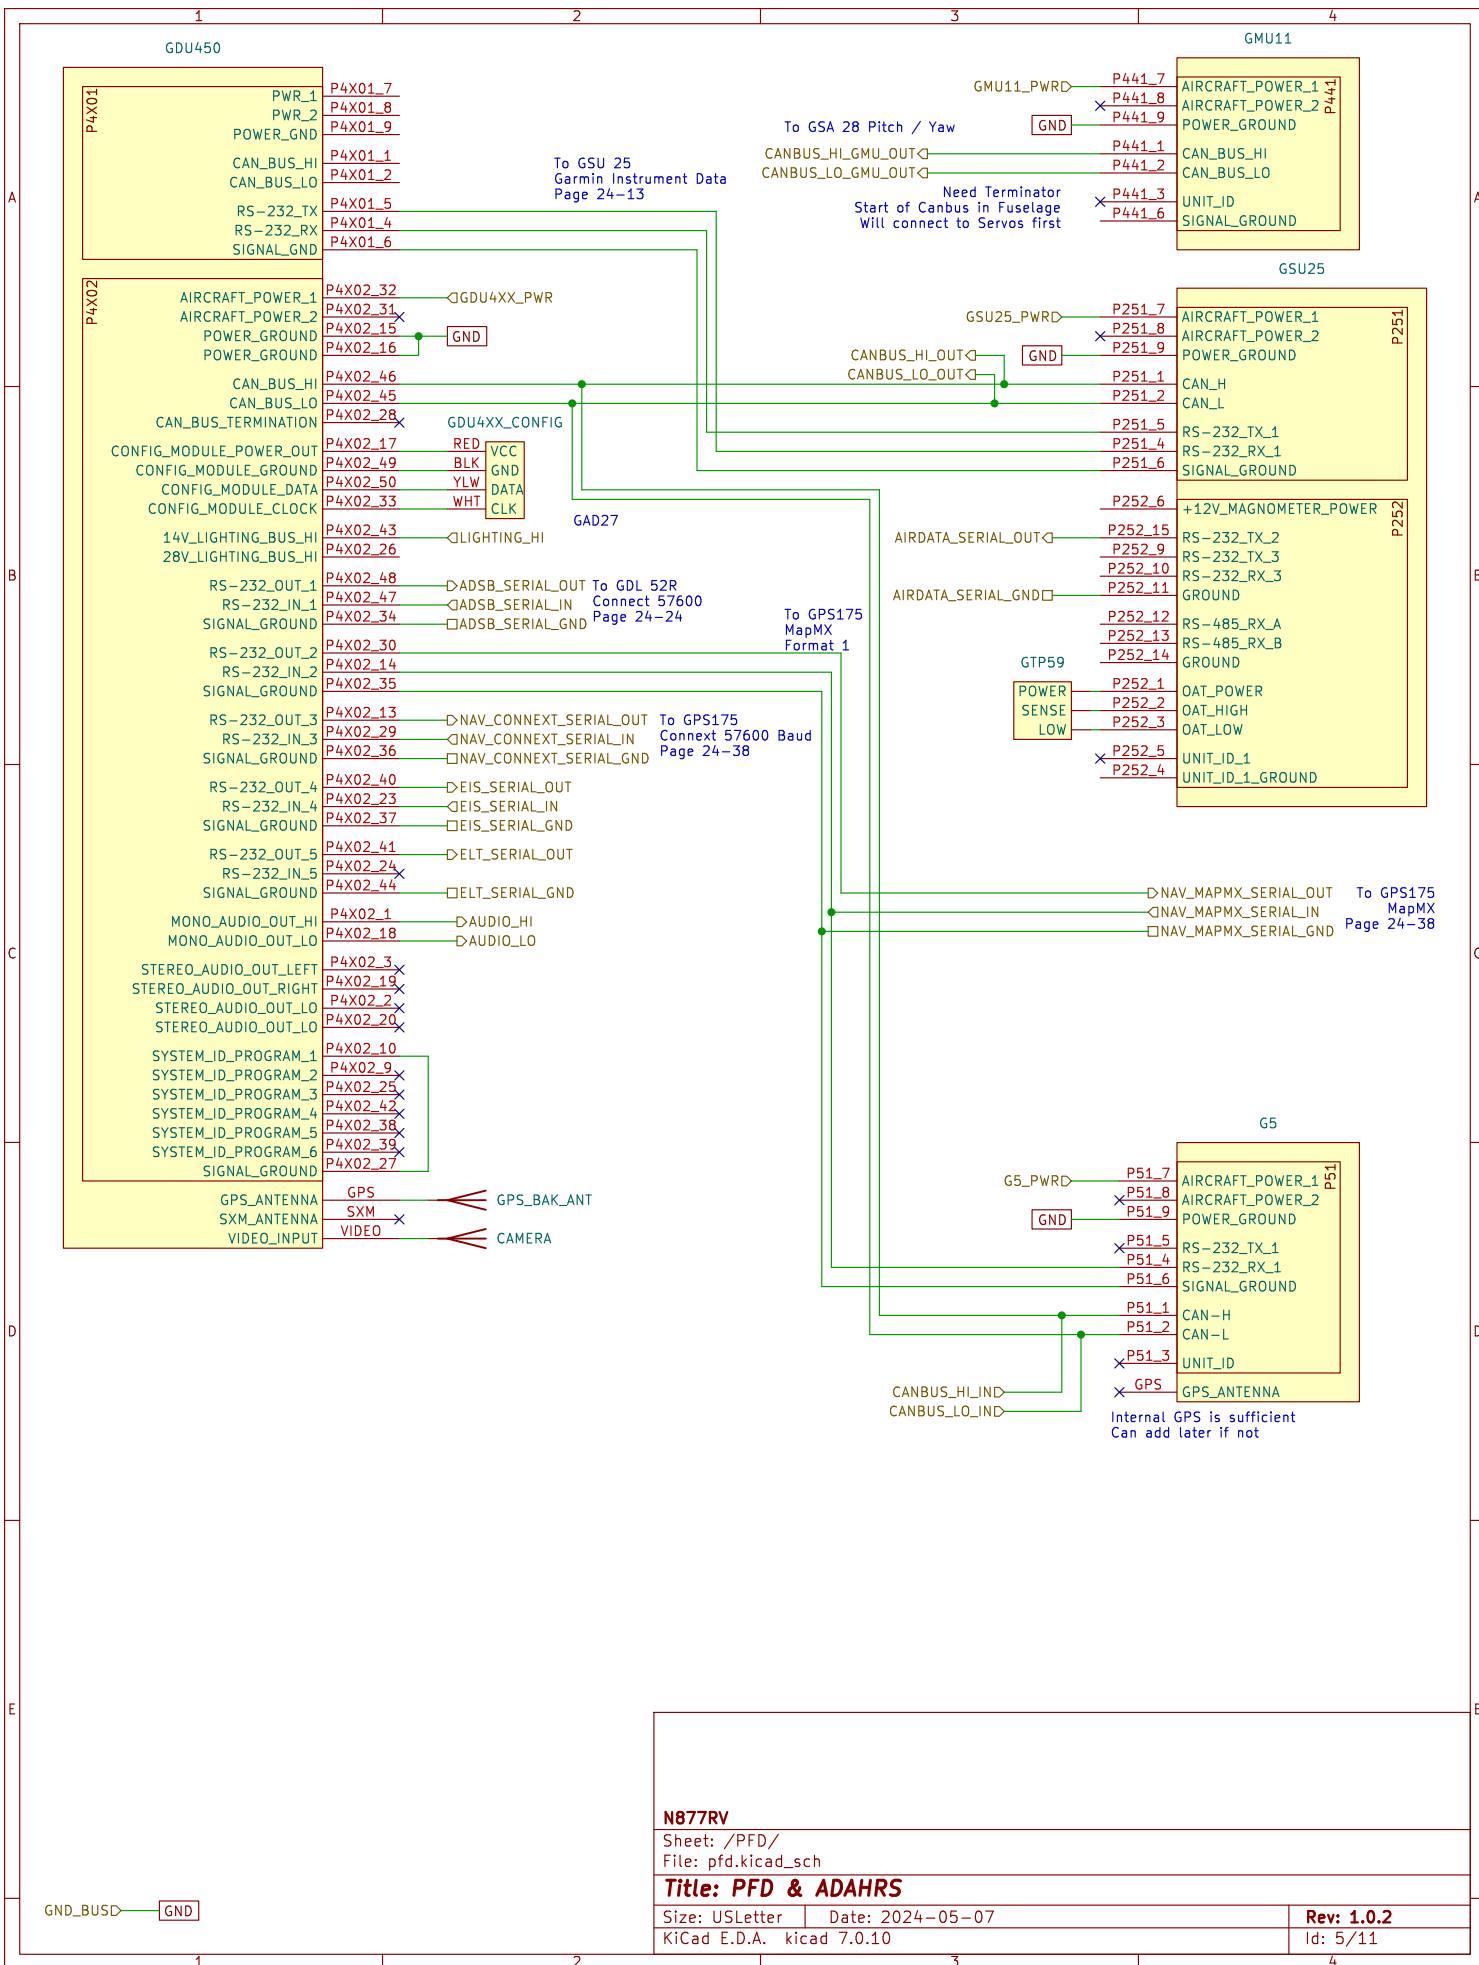 1 2 3 4
GDU450
P4X01
PWR_1 P4X01_7
PWR_2 P4X01_8
POWER_GND P4X01_9
CAN_BUS_HI P4X01_1
CAN_BUS_LO P4X01_2
RS-232_TX P4X01_5
RS-232_RX P4X01_4
SIGNAL_GND P4X01_6
To GSU 25
Garmin Instrument Data
Page 24-13
P4X02
AIRCRAFT_POWER_1 P4X02_32 GDU4XX_PWR
AIRCRAFT_POWER_2 P4X02_31
POWER_GROUND P4X02_15 GND
POWER_GROUND P4X02_16
CAN_BUS_HI P4X02_46
CAN_BUS_LO P4X02_45
CAN_BUS_TERMINATION P4X02_28
GDU4XX_CONFIG
CONFIG_MODULE_POWER_OUT P4X02_17 RED VCC
CONFIG_MODULE_GROUND P4X02_49 BLK GND
CONFIG_MODULE_DATA P4X02_50 YLW DATA
CONFIG_MODULE_CLOCK P4X02_33 WHT CLK
GAD27
14V_LIGHTING_BUS_HI P4X02_43 LIGHTING_HI
28V_LIGHTING_BUS_HI P4X02_26
RS-232_OUT_1 P4X02_48 ADSB_SERIAL_OUT
RS-232_IN_1 P4X02_47 ADSB_SERIAL_IN
SIGNAL_GROUND P4X02_34 ADSB_SERIAL_GND
To GDL 52R
Connect 57600
Page 24-24
RS-232_OUT_2 P4X02_30
RS-232_IN_2 P4X02_14
SIGNAL_GROUND P4X02_35
To GPS175
MapMX
Format 1
RS-232_OUT_3 P4X02_13 NAV_CONNEXT_SERIAL_OUT
RS-232_IN_3 P4X02_29 NAV_CONNEXT_SERIAL_IN
SIGNAL_GROUND P4X02_36 NAV_CONNEXT_SERIAL_GND
To GPS175
Connext 57600 Baud
Page 24-38
RS-232_OUT_4 P4X02_40 EIS_SERIAL_OUT
RS-232_IN_4 P4X02_23 EIS_SERIAL_IN
SIGNAL_GROUND P4X02_37 EIS_SERIAL_GND
RS-232_OUT_5 P4X02_41 ELT_SERIAL_OUT
RS-232_IN_5 P4X02_24
SIGNAL_GROUND P4X02_44 ELT_SERIAL_GND
MONO_AUDIO_OUT_HI P4X02_1 AUDIO_HI
MONO_AUDIO_OUT_LO P4X02_18 AUDIO_LO
STEREO_AUDIO_OUT_LEFT P4X02_3
STEREO_AUDIO_OUT_RIGHT P4X02_19
STEREO_AUDIO_OUT_LO P4X02_2
STEREO_AUDIO_OUT_LO P4X02_20
SYSTEM_ID_PROGRAM_1 P4X02_10
SYSTEM_ID_PROGRAM_2 P4X02_9
SYSTEM_ID_PROGRAM_3 P4X02_25
SYSTEM_ID_PROGRAM_4 P4X02_42
SYSTEM_ID_PROGRAM_5 P4X02_38
SYSTEM_ID_PROGRAM_6 P4X02_39
SIGNAL_GROUND P4X02_27
GPS_ANTENNA GPS GPS_BAK_ANT
SXM_ANTENNA SXM
VIDEO_INPUT VIDEO CAMERA
GMU11
P441
GMU11_PWR P441_7 AIRCRAFT_POWER_1
P441_8 AIRCRAFT_POWER_2
GND P441_9 POWER_GROUND
To GSA 28 Pitch / Yaw
CANBUS_HI_GMU_OUT P441_1 CAN_BUS_HI
CANBUS_LO_GMU_OUT P441_2 CAN_BUS_LO
Need Terminator
Start of Canbus in Fuselage
Will connect to Servos first
P441_3 UNIT_ID
P441_6 SIGNAL_GROUND
GSU25
P251
GSU25_PWR P251_7 AIRCRAFT_POWER_1
P251_8 AIRCRAFT_POWER_2
CANBUS_HI_OUT GND P251_9 POWER_GROUND
CANBUS_LO_OUT
P251_1 CAN_H
P251_2 CAN_L
P251_5 RS-232_TX_1
P251_4 RS-232_RX_1
P251_6 SIGNAL_GROUND
P252
P252_6 +12V_MAGNOMETER_POWER
AIRDATA_SERIAL_OUT P252_15 RS-232_TX_2
P252_9 RS-232_TX_3
P252_10 RS-232_RX_3
AIRDATA_SERIAL_GND P252_11 GROUND
P252_12 RS-485_RX_A
P252_13 RS-485_RX_B
P252_14 GROUND
GTP59
POWER P252_1 OAT_POWER
SENSE P252_2 OAT_HIGH
LOW P252_3 OAT_LOW
P252_5 UNIT_ID_1
P252_4 UNIT_ID_1_GROUND
NAV_MAPMX_SERIAL_OUT
NAV_MAPMX_SERIAL_IN
NAV_MAPMX_SERIAL_GND
To GPS175
MapMX
Page 24-38
G5
P51
G5_PWR P51_7 AIRCRAFT_POWER_1
P51_8 AIRCRAFT_POWER_2
GND P51_9 POWER_GROUND
P51_5 RS-232_TX_1
P51_4 RS-232_RX_1
P51_6 SIGNAL_GROUND
P51_1 CAN-H
P51_2 CAN-L
P51_3 UNIT_ID
CANBUS_HI_IN GPS GPS_ANTENNA
CANBUS_LO_IN
Internal GPS is sufficient
Can add later if not
A A
B B
C C
D D
E E
N877RV
Sheet: /PFD/
File: pfd.kicad_sch
Title: PFD & ADAHRS
Size: USLetter Date: 2024-05-07 Rev: 1.0.2
KiCad E.D.A. kicad 7.0.10 Id: 5/11
GND_BUS GND
1 2 3 4